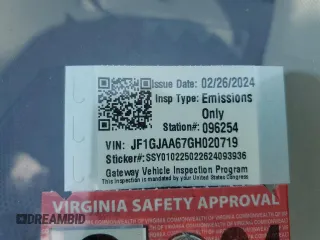 Issue Date: 02/26/2024
Insp Type: Emissions
Only
Station#: 096254
VIN: JF1GJAA67GH020719
Sticker#: SSY010225022624093936
Gateway Vehicle Inspection Program
This inspection is mandated by your United States Congress
VIRGINIA SAFETY APPROVAL
DREAMBID